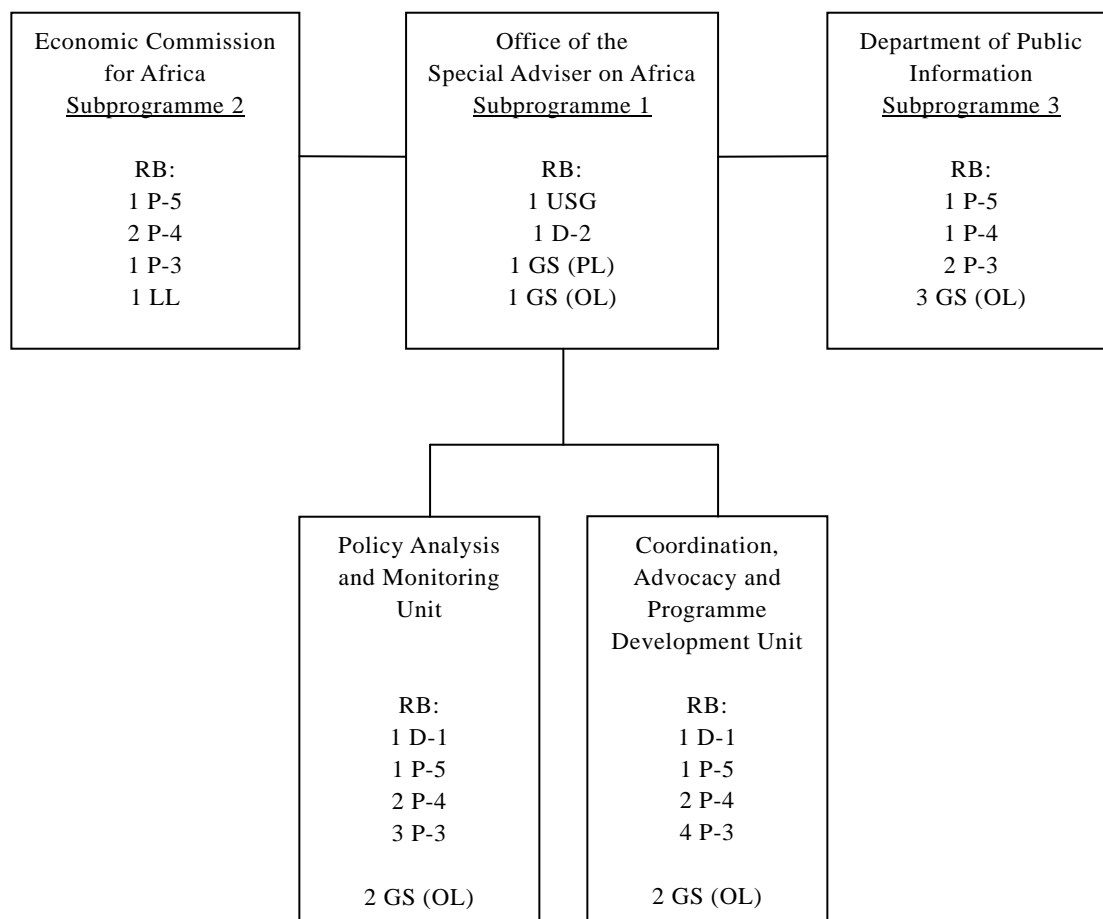 Economic Commission
for Africa
Subprogramme 2
RB:
1 P-5
2 P-4
1 P-3
1 LL
Office of the
Special Adviser on Africa
Subprogramme 1
RB:
1 USG
1 D-2
1 GS (PL)
1 GS (OL)
Department of Public
Information
Subprogramme 3
RB:
1 P-5
1 P-4
2 P-3
3 GS (OL)
Policy Analysis
and Monitoring
Unit
RB:
1 D-1
1 P-5
2 P-4
3 P-3
2 GS (OL)
Coordination,
Advocacy and
Programme
Development Unit
RB:
1 D-1
1 P-5
2 P-4
4 P-3
2 GS (OL)